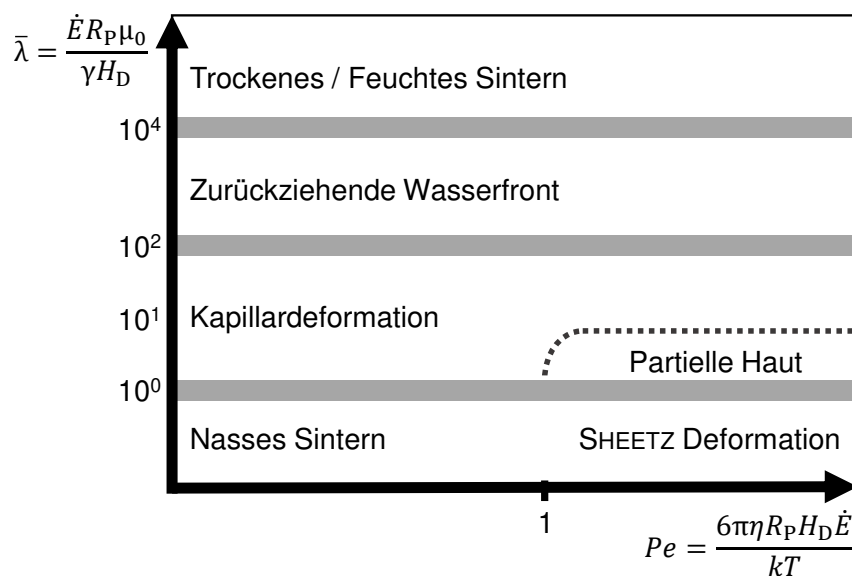 λ̄ = ĖR_Pμ_0 / γH_D
Trockenes / Feuchtes Sintern
10⁴
Zurückziehende Wasserfront
10²
10¹ Kapillardeformation
Partielle Haut
10⁰
Nasses Sintern SHEETZ Deformation
1
Pe = 6πηR_PH_DĖ / kT